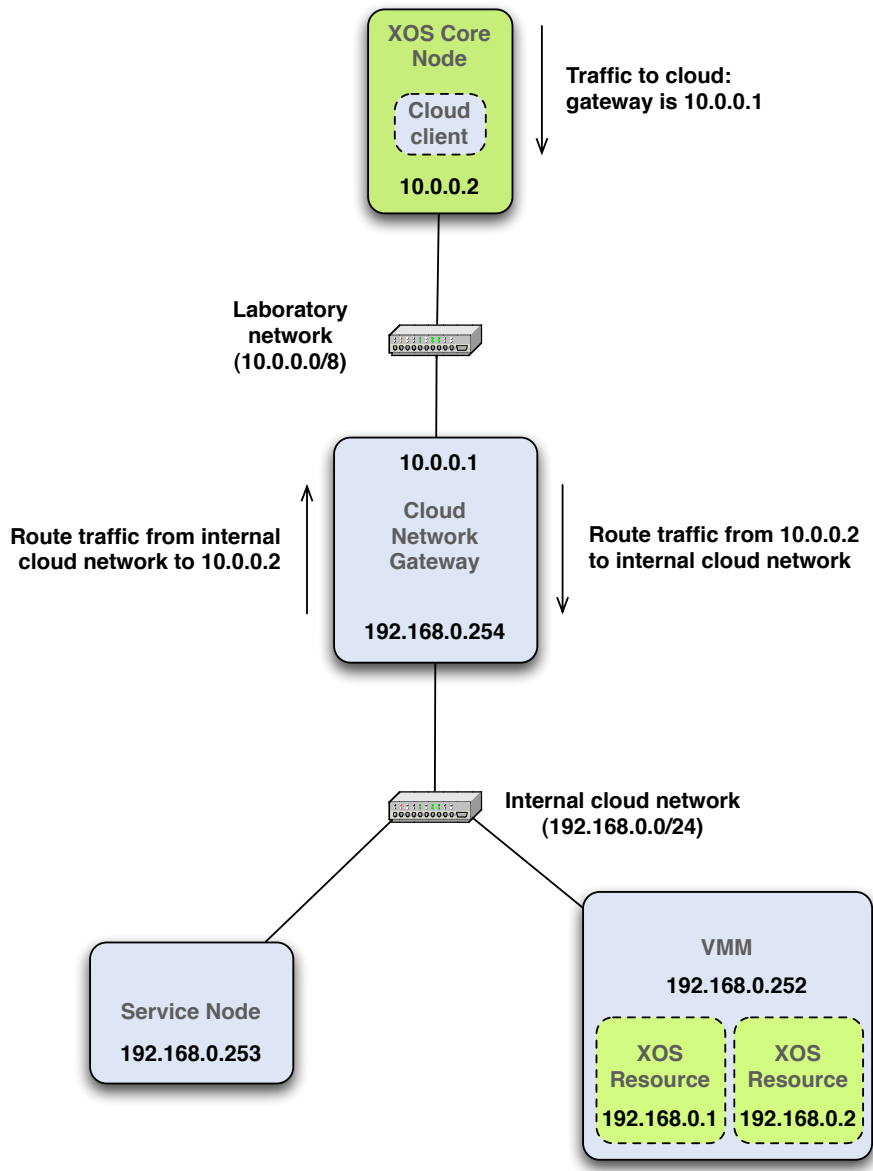 XOS Core
Node
Cloud
client
10.0.0.2
Traffic to cloud:
gateway is 10.0.0.1
Laboratory
network
(10.0.0.0/8)
10.0.0.1
Cloud
Network
Gateway
192.168.0.254
Route traffic from internal
cloud network to 10.0.0.2
Route traffic from 10.0.0.2
to internal cloud network
Internal cloud network
(192.168.0.0/24)
Service Node
192.168.0.253
VMM
192.168.0.252
XOS
Resource
192.168.0.1
XOS
Resource
192.168.0.2